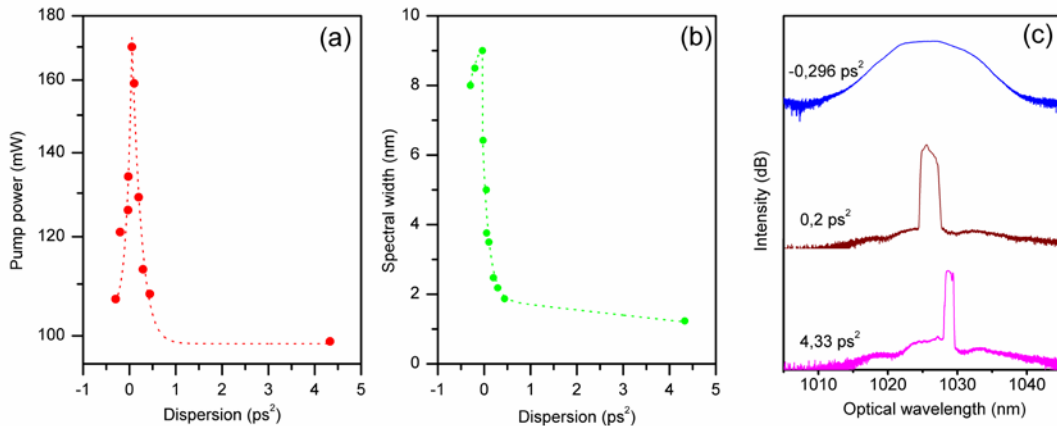 (a)
180
160
140
120
100
Pump power (mW)
-1 0 1 2 3 4 5
Dispersion (ps²)
(b)
10
8
6
4
2
0
Spectral width (nm)
-1 0 1 2 3 4 5
Dispersion (ps²)
(c)
-0,296 ps²
0,2 ps²
4,33 ps²
Intensity (dB)
1010 1020 1030 1040
Optical wavelength (nm)